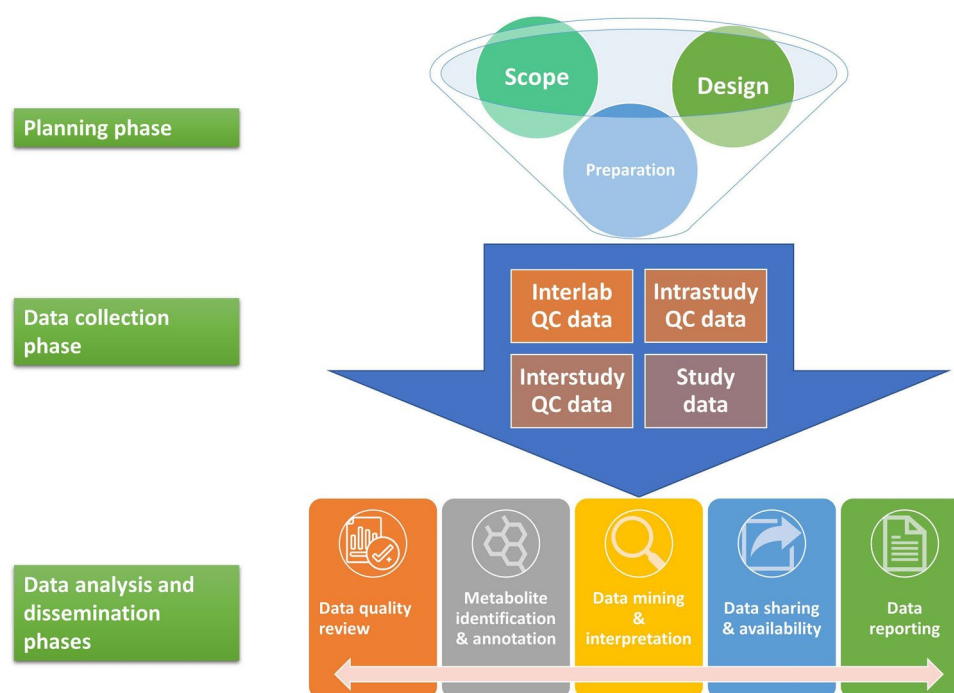 Scope
Design
Planning phase
Preparation
Interlab
QC data
Intrastudy
QC data
Data collection
phase
Interstudy
QC data
Study
data
Data analysis and
dissemination
phases
Data quality
review
Metabolite
identification
& annotation
Data mining
&
interpretation
Data sharing
& availability
Data
reporting